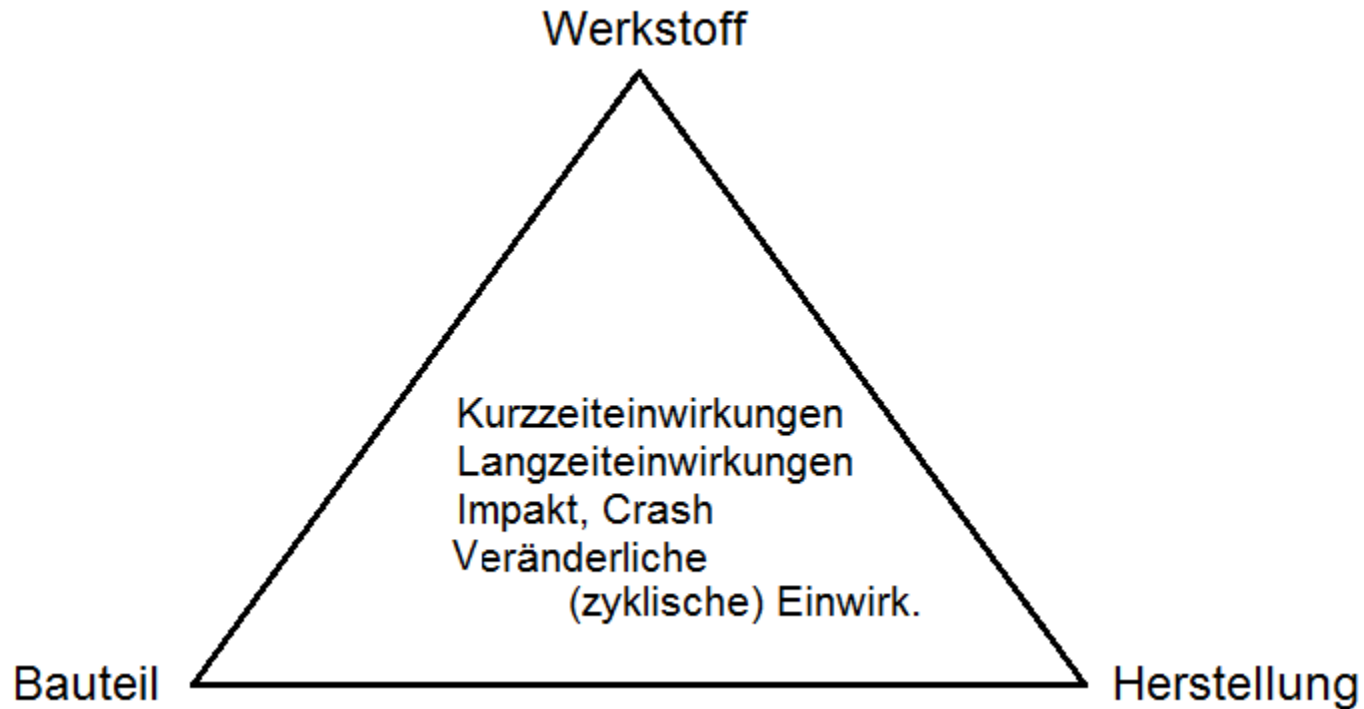 Werkstoff
Kurzzeiteinwirkungen
Langzeiteinwirkungen
Impakt, Crash
Veränderliche
(zyklische) Einwirk.
Bauteil
Herstellung